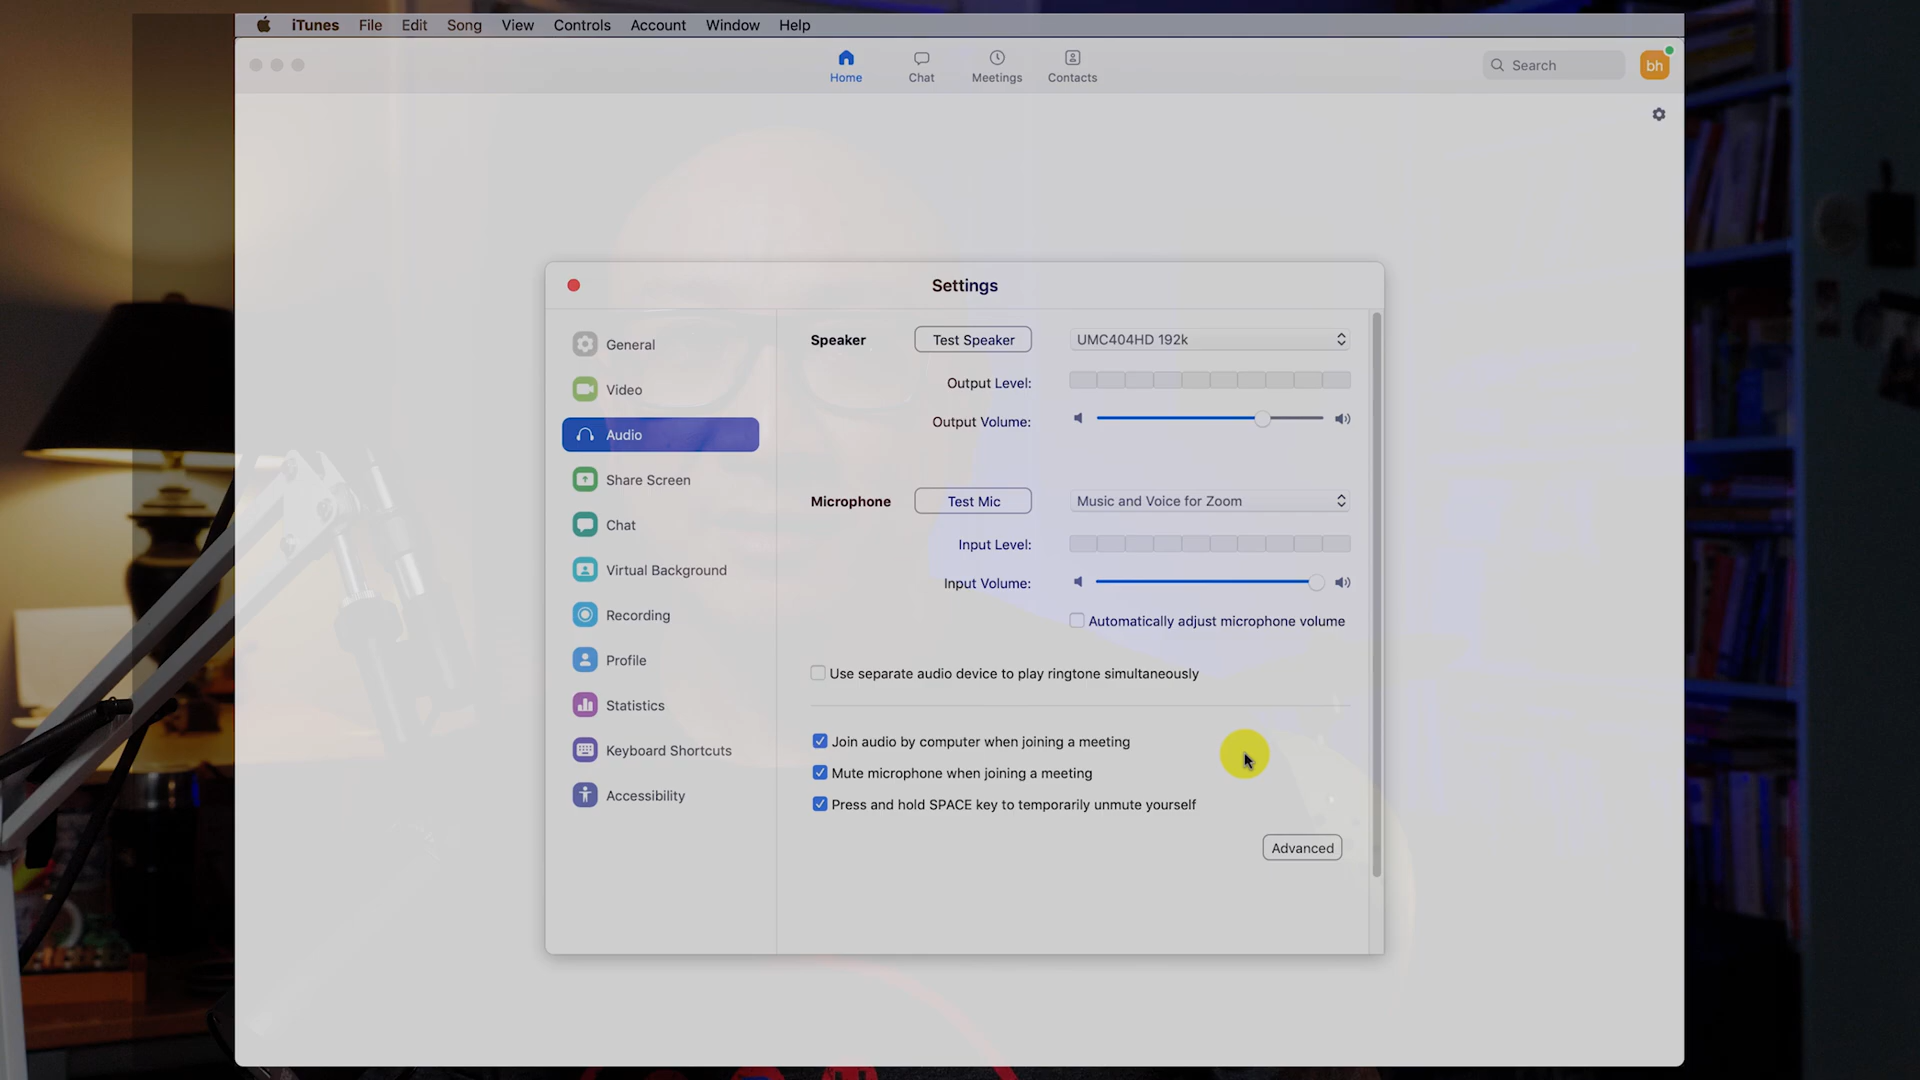 iTunes File Edit Song View Controls Account Window Help
Home Chat Meetings Contacts
Search
bh
Settings
General
Video
Audio
Share Screen
Chat
Virtual Background
Recording
Profile
Statistics
Keyboard Shortcuts
Accessibility
Speaker Test Speaker UMC404HD 192k
Output Level:
Output Volume:
Microphone Test Mic Music and Voice for Zoom
Input Level:
Input Volume:
Automatically adjust microphone volume
Use separate audio device to play ringtone simultaneously
Join audio by computer when joining a meeting
Mute microphone when joining a meeting
Press and hold SPACE key to temporarily unmute yourself
Advanced